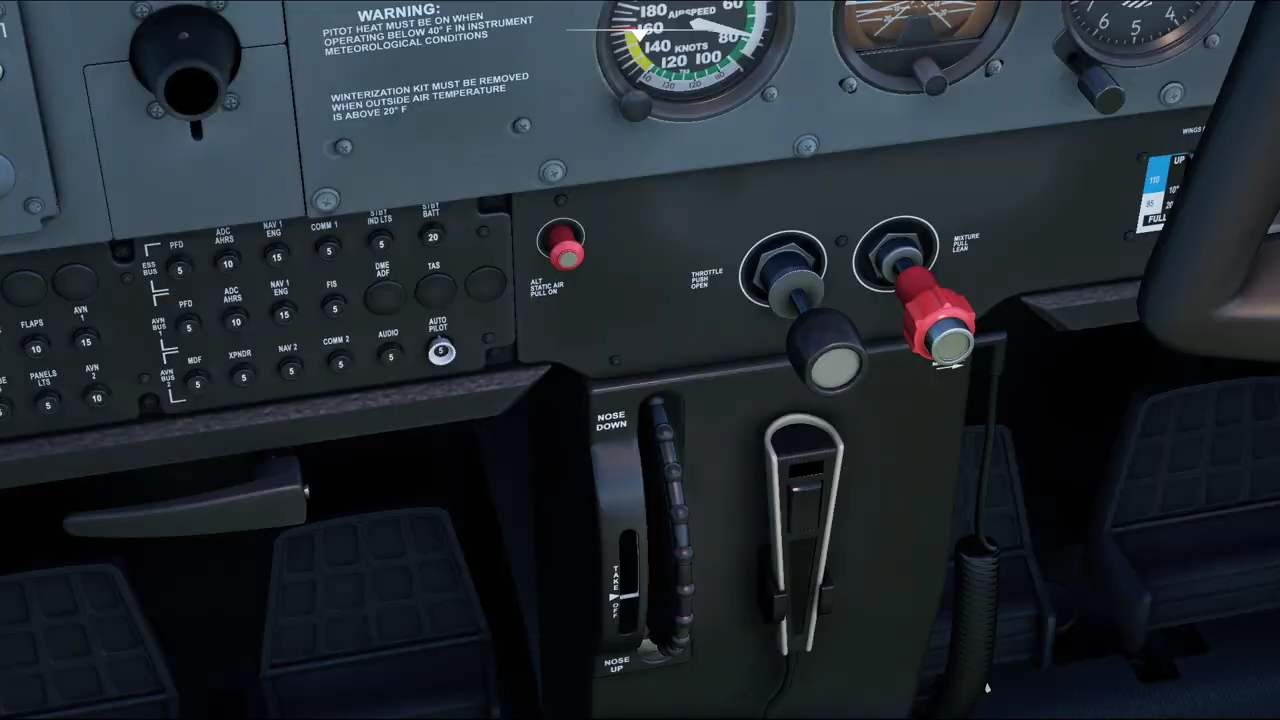 WARNING:
PITOT HEAT MUST BE ON WHEN
OPERATING BELOW 40° F IN INSTRUMENT
METEOROLOGICAL CONDITIONS
WINTERIZATION KIT MUST BE REMOVED
WHEN OUTSIDE AIR TEMPERATURE
IS ABOVE 20° F
180 AIRSPEED 60
160
80
140 KNOTS
120 100
6 5 4
WINGS
UP
110
10°
85
FULL
STBY
IND LTS
STBY
BATT
PFD
ADC
AHRS
NAV 1
ENG
COMM 1
ESS
BUS
5 10 15 5 5 20
PFD
ADC
AHRS
NAV 1
ENG
FIS
DME
ADF
TAS
AVN
BUS
1
5 10 15 5
FLAPS
AVN
1
10 15
MDF
XPNDR
NAV 2
COMM 2
AUDIO
AUTO
PILOT
AVN
BUS
2
5 5 5 5 5 5
PANELS
LTS
AVN
2
5 10
ALT
STATIC AIR
PULL ON
THROTTLE
PUSH
OPEN
MIXTURE
PULL
LEAN
NOSE
DOWN
TAKE
OFF
NOSE
UP